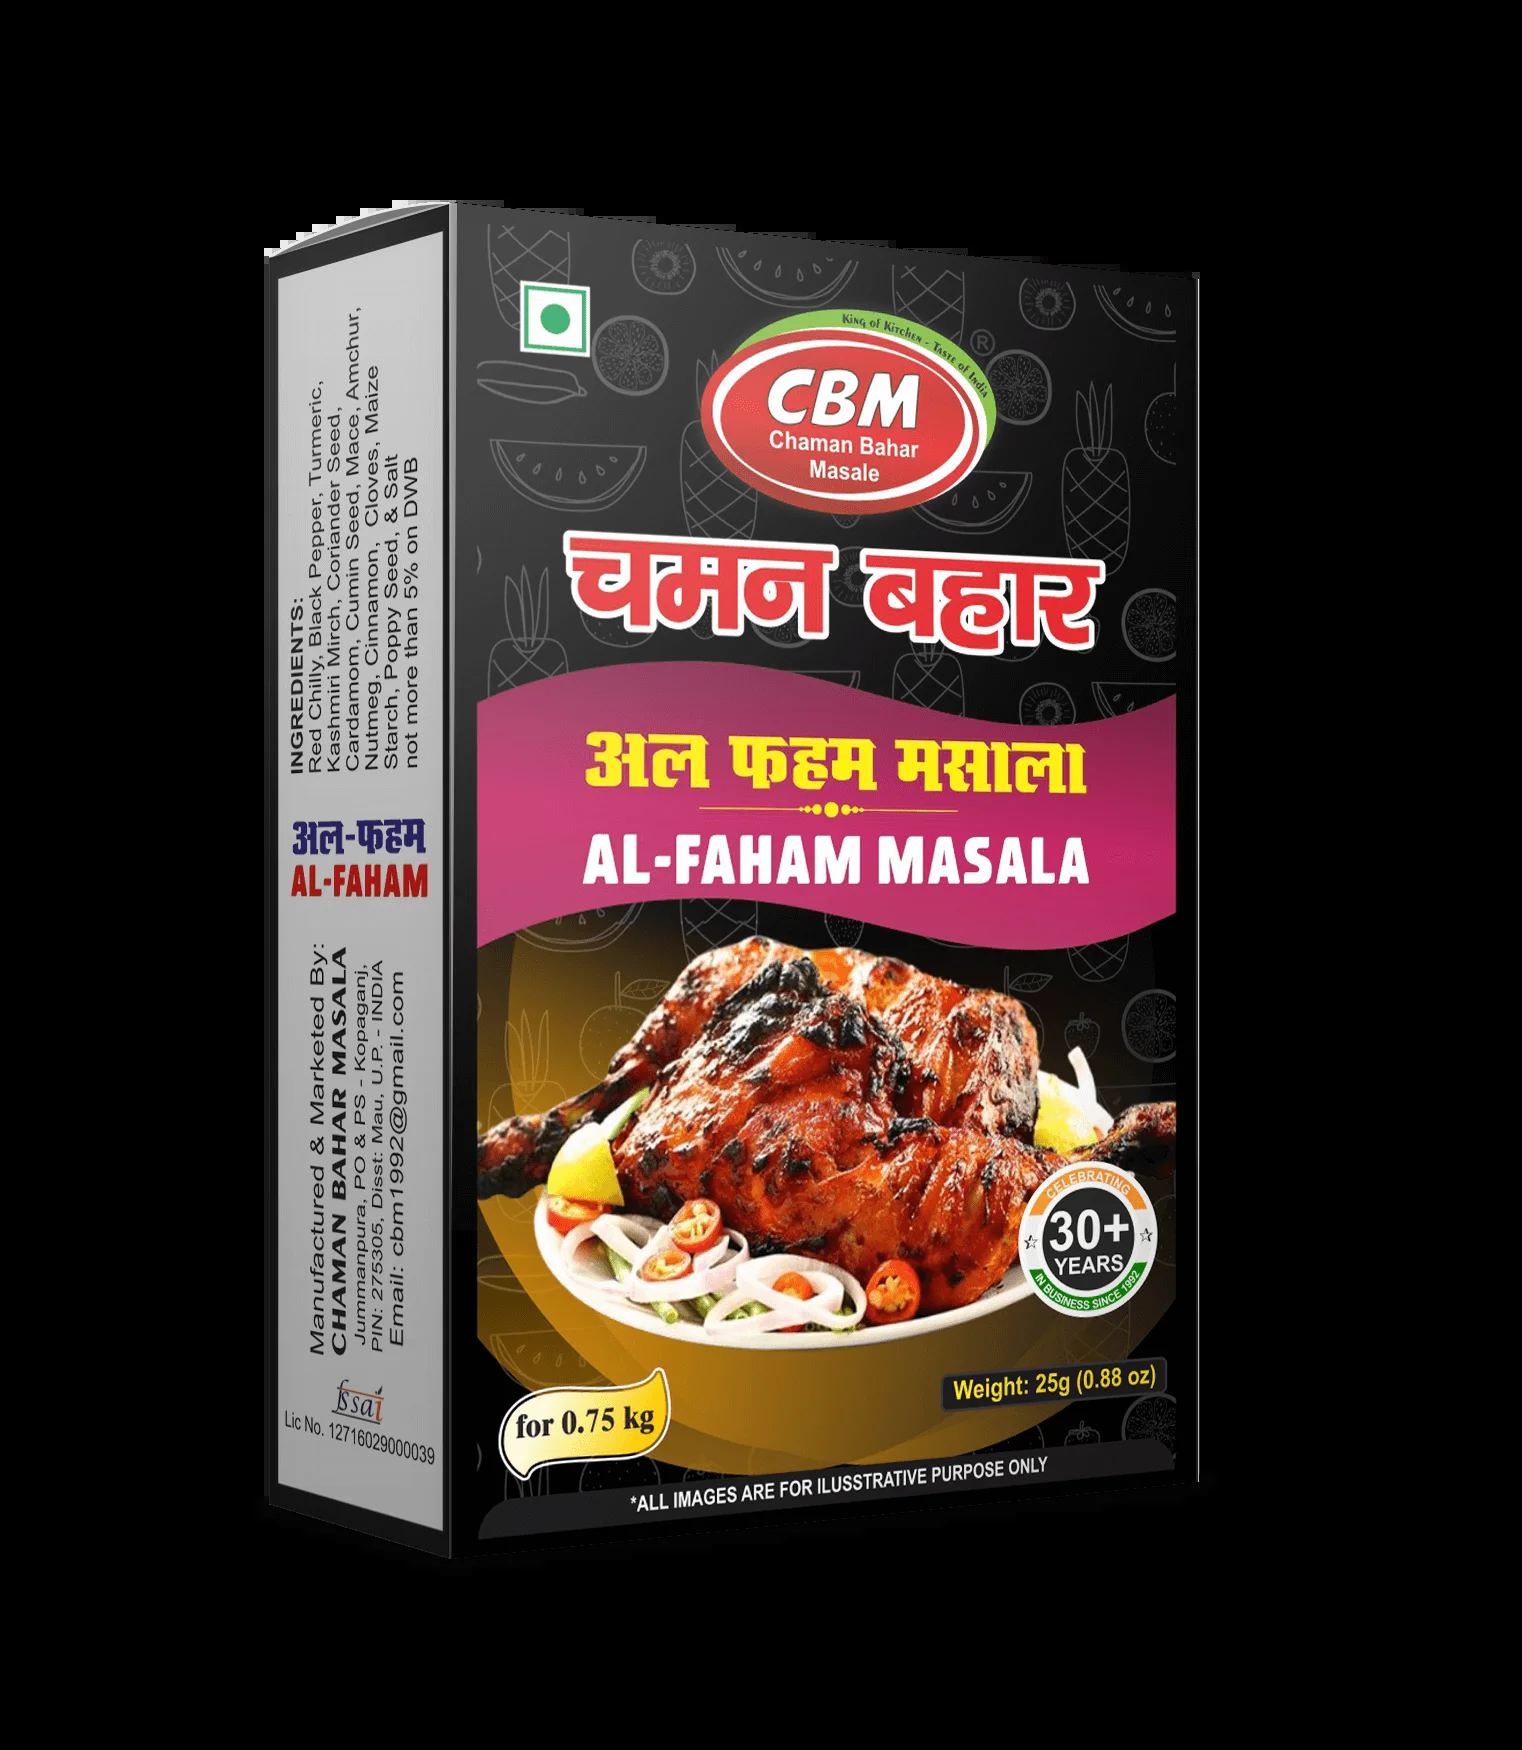 King of Kitchen - Taste of India
®
CBM
Chaman Bahar
Masale
चमन बहार
अल फहम मसाला
AL-FAHAM MASALA
CELEBRATING
30+
YEARS
IN BUSINESS SINCE 1992
Weight: 25g (0.88 oz)
for 0.75 kg
*ALL IMAGES ARE FOR ILUSSTRATIVE PURPOSE ONLY
INGREDIENTS:
Red Chilly, Black Pepper, Turmeric,
Kashmiri Mirch, Coriander Seed,
Cardamom, Cumin Seed, Mace, Amchur,
Nutmeg, Cinnamon, Cloves, Maize
Starch, Poppy Seed, & Salt
not more than 5% on DWB
अल-फहम
AL-FAHAM
Manufactured & Marketed By:
CHAMAN BAHAR MASALA
Jummanpura, PO & PS - Kopaganj,
PIN: 275305, Disst: Mau, U.P. - INDIA
Email: cbm1992@gmail.com
fssai
Lic No. 12716029000039